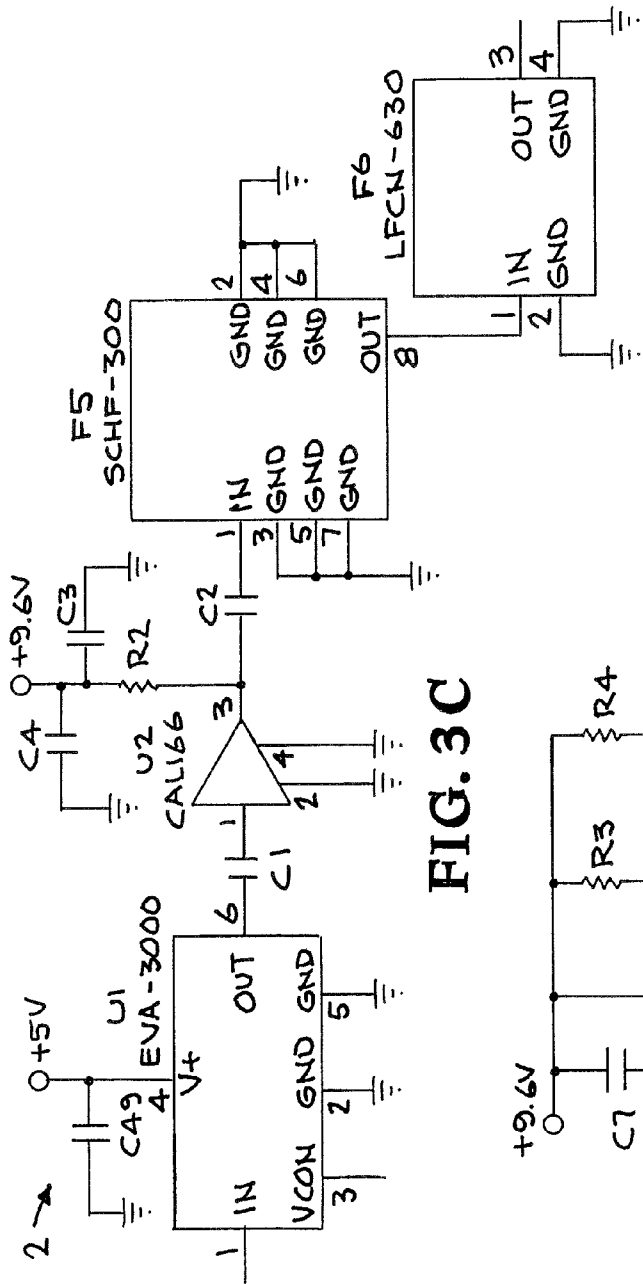 2
+5V
C49
U1
EVA-3000
4
V+
1
IN
OUT
6
VCON
GND
GND
3
2
5
C1
+9.6V
C4
C3
R2
U2
CAL166
1
3
2
4
C2
F5
SCHF-300
1
IN
GND
2
3
GND
GND
4
5
GND
GND
6
7
GND
OUT
8
F6
LFCN-630
1
IN
OUT
3
2
GND
GND
4
FIG. 3C
+9.6V
C7
R3
R4